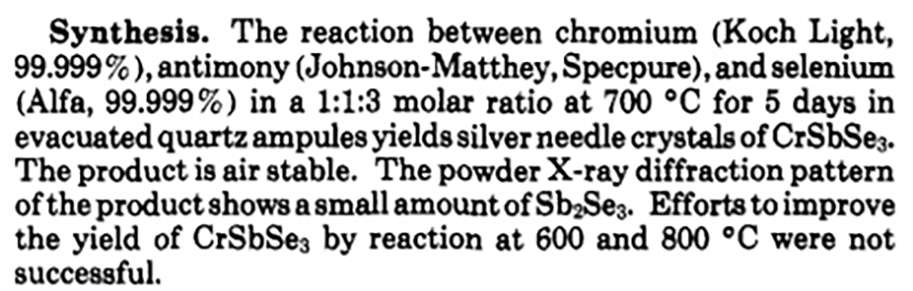 Synthesis. The reaction between chromium (Koch Light,
99.999%), antimony (Johnson-Matthey, Specpure), and selenium
(Alfa, 99.999%) in a 1:1:3 molar ratio at 700 °C for 5 days in
evacuated quartz ampules yields silver needle crystals of CrSbSe₃.
The product is air stable. The powder X-ray diffraction pattern
of the product shows a small amount of Sb₂Se₃. Efforts to improve
the yield of CrSbSe₃ by reaction at 600 and 800 °C were not
successful.